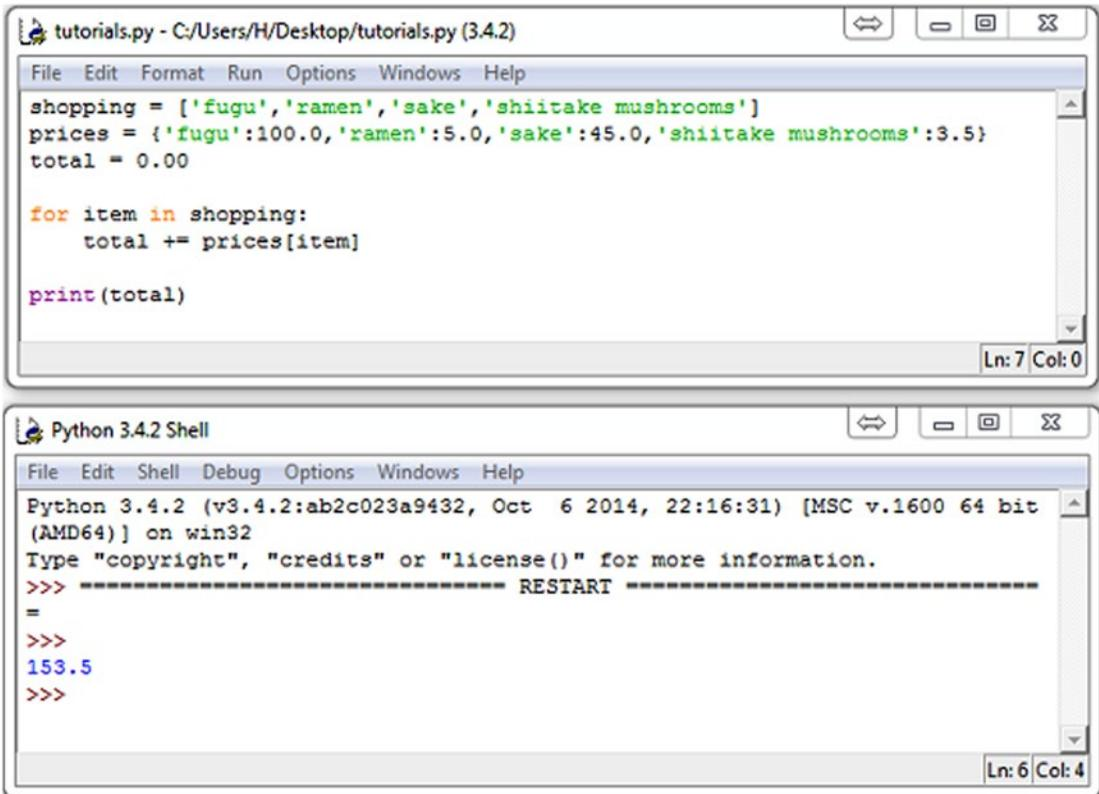 tutorials.py - C:/Users/H/Desktop/tutorials.py (3.4.2)
File Edit Format Run Options Windows Help
shopping = ['fugu','ramen','sake','shiitake mushrooms']
prices = {'fugu':100.0,'ramen':5.0,'sake':45.0,'shiitake mushrooms':3.5}
total = 0.00
for item in shopping:
    total += prices[item]
print(total)
Ln: 7 Col: 0
Python 3.4.2 Shell
File Edit Shell Debug Options Windows Help
Python 3.4.2 (v3.4.2:ab2c023a9432, Oct  6 2014, 22:16:31) [MSC v.1600 64 bit
(AMD64)] on win32
Type "copyright", "credits" or "license()" for more information.
>>> ================================ RESTART ===============================
=
>>>
153.5
>>>
Ln: 6 Col: 4